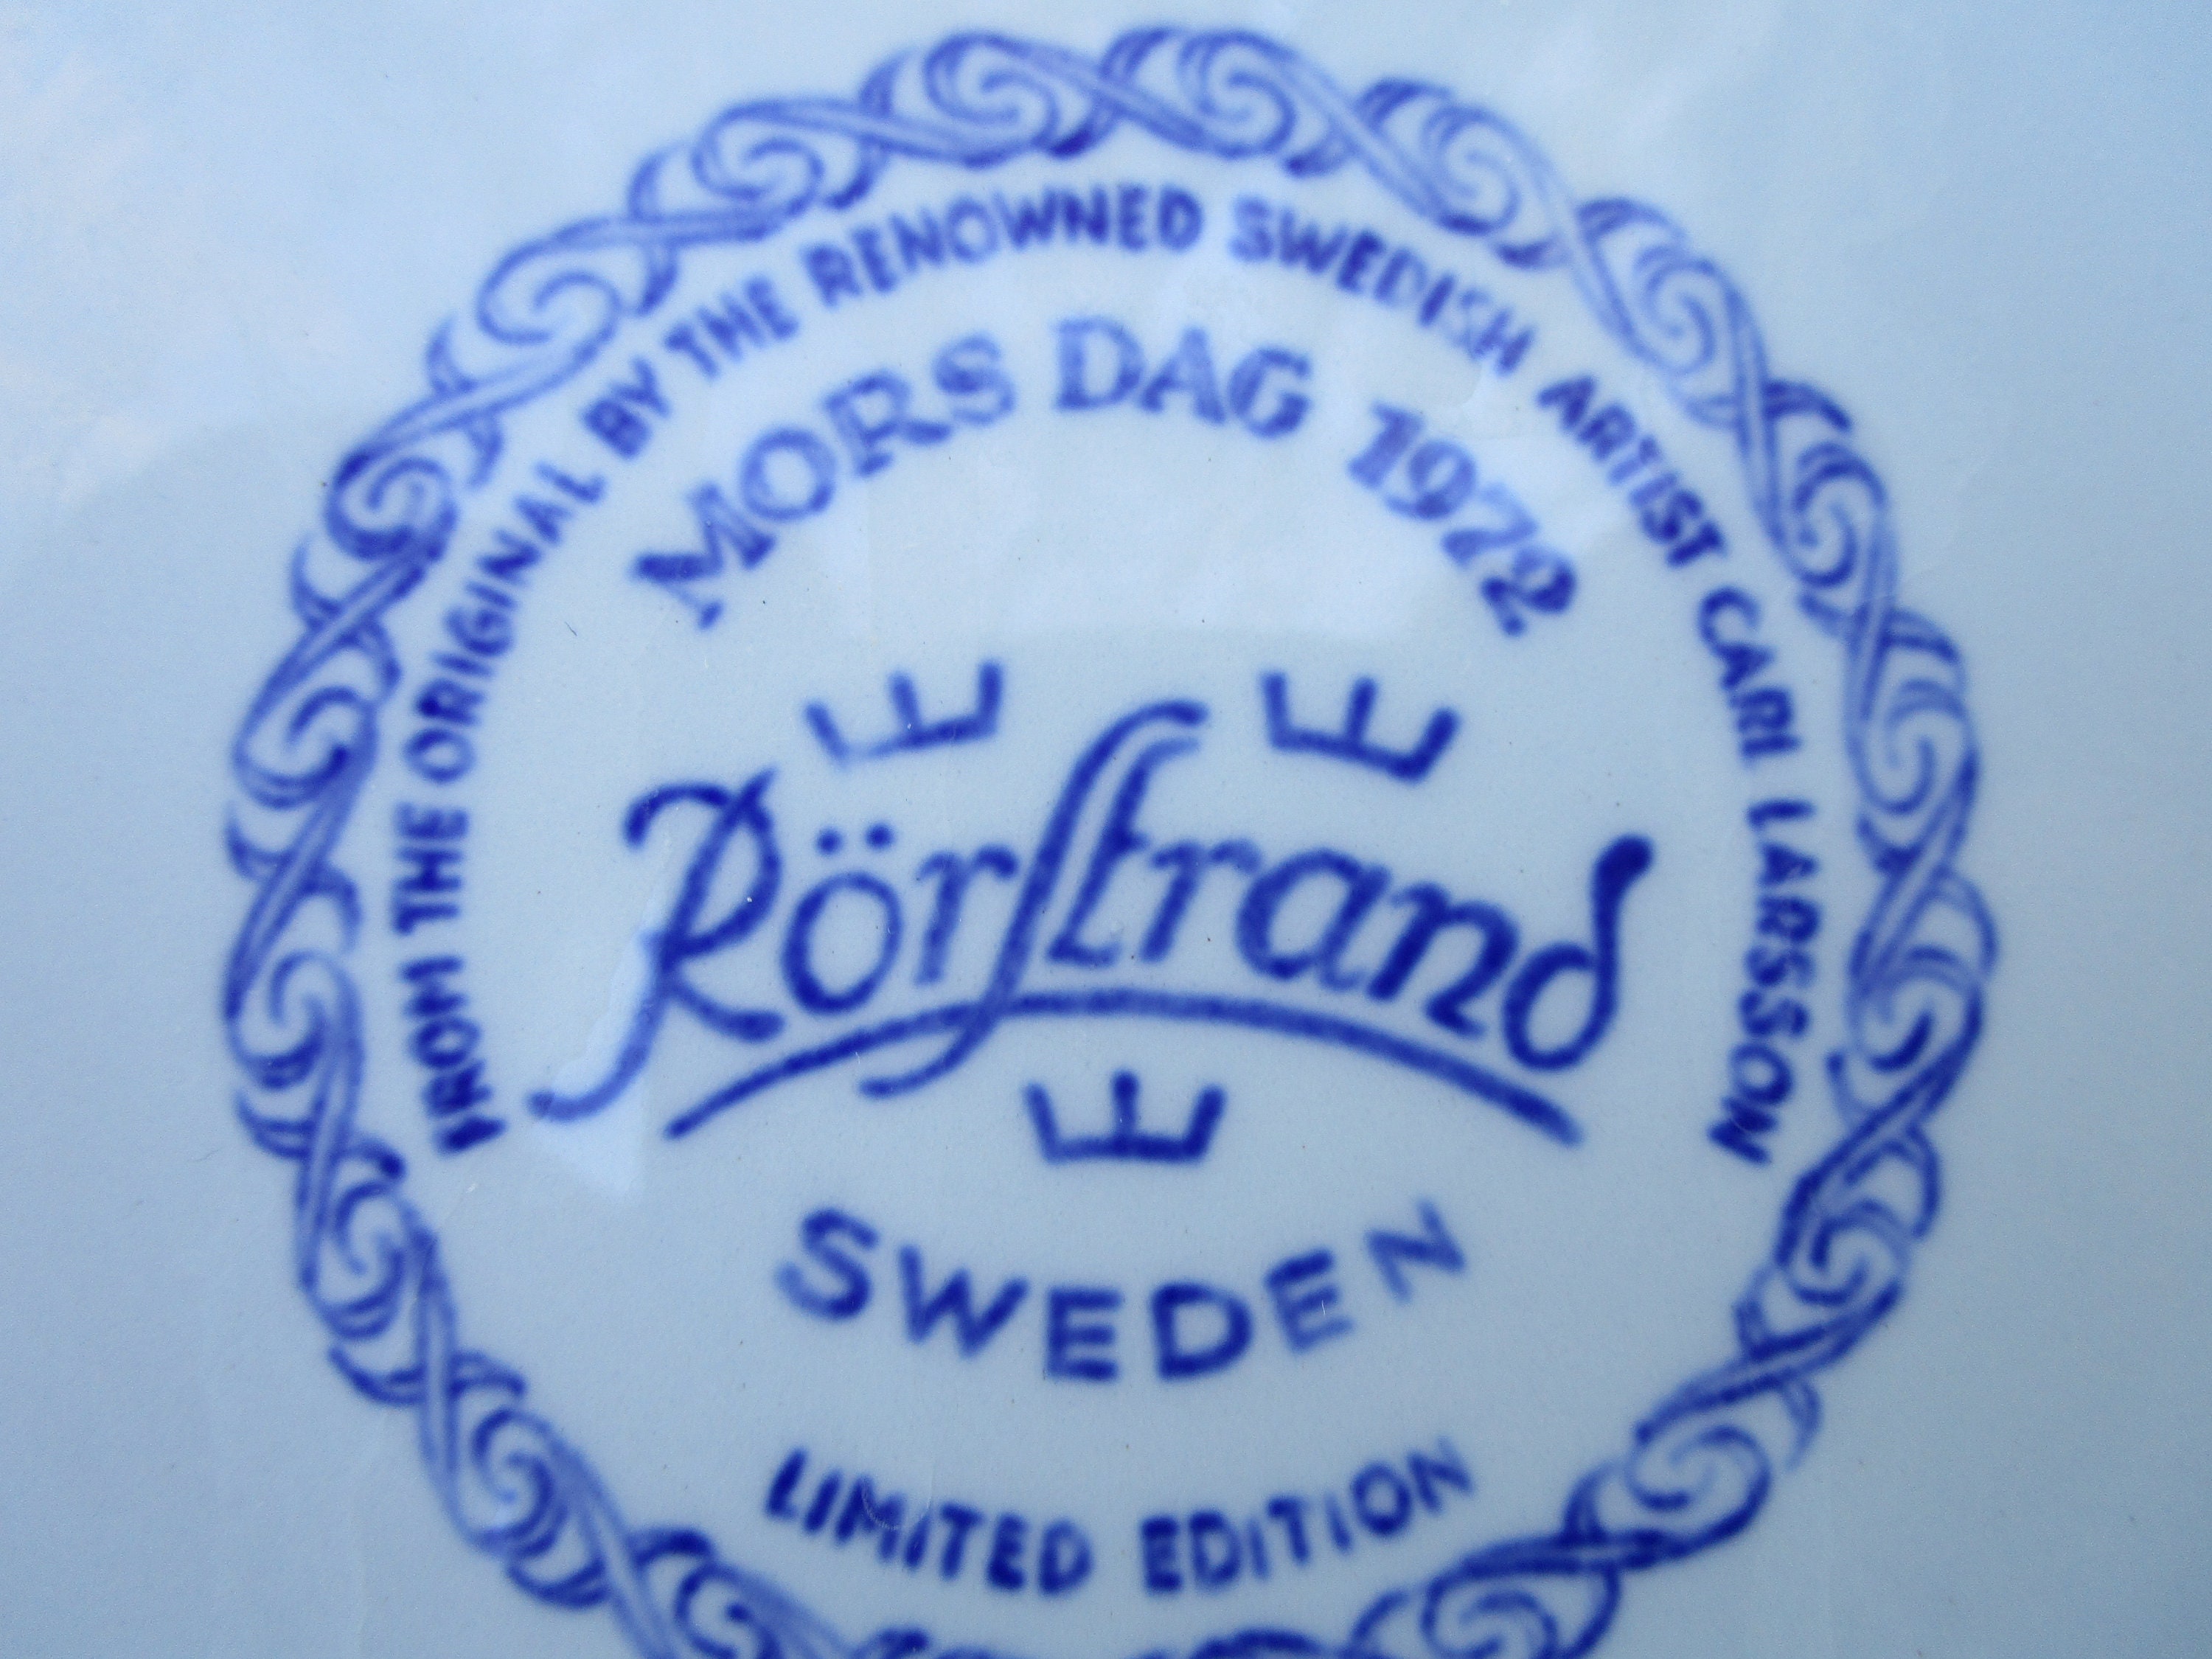 FROM THE ORIGINAL BY THE RENOWNED SWEDISH ARTIST CARL LARSSON
MORS DAG 1972
Rörstrand
SWEDEN
LIMITED EDITION